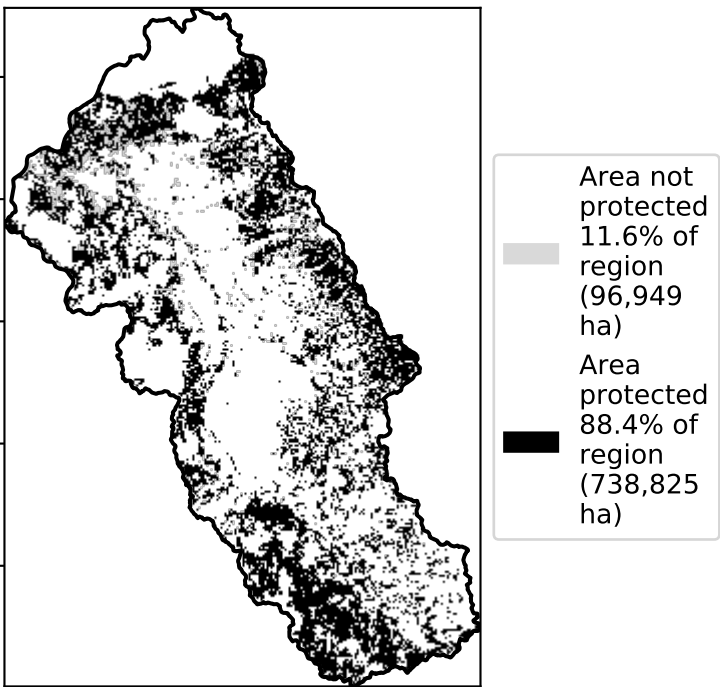 Area not
protected
11.6% of
region
(96,949
ha)
Area
protected
88.4% of
region
(738,825
ha)